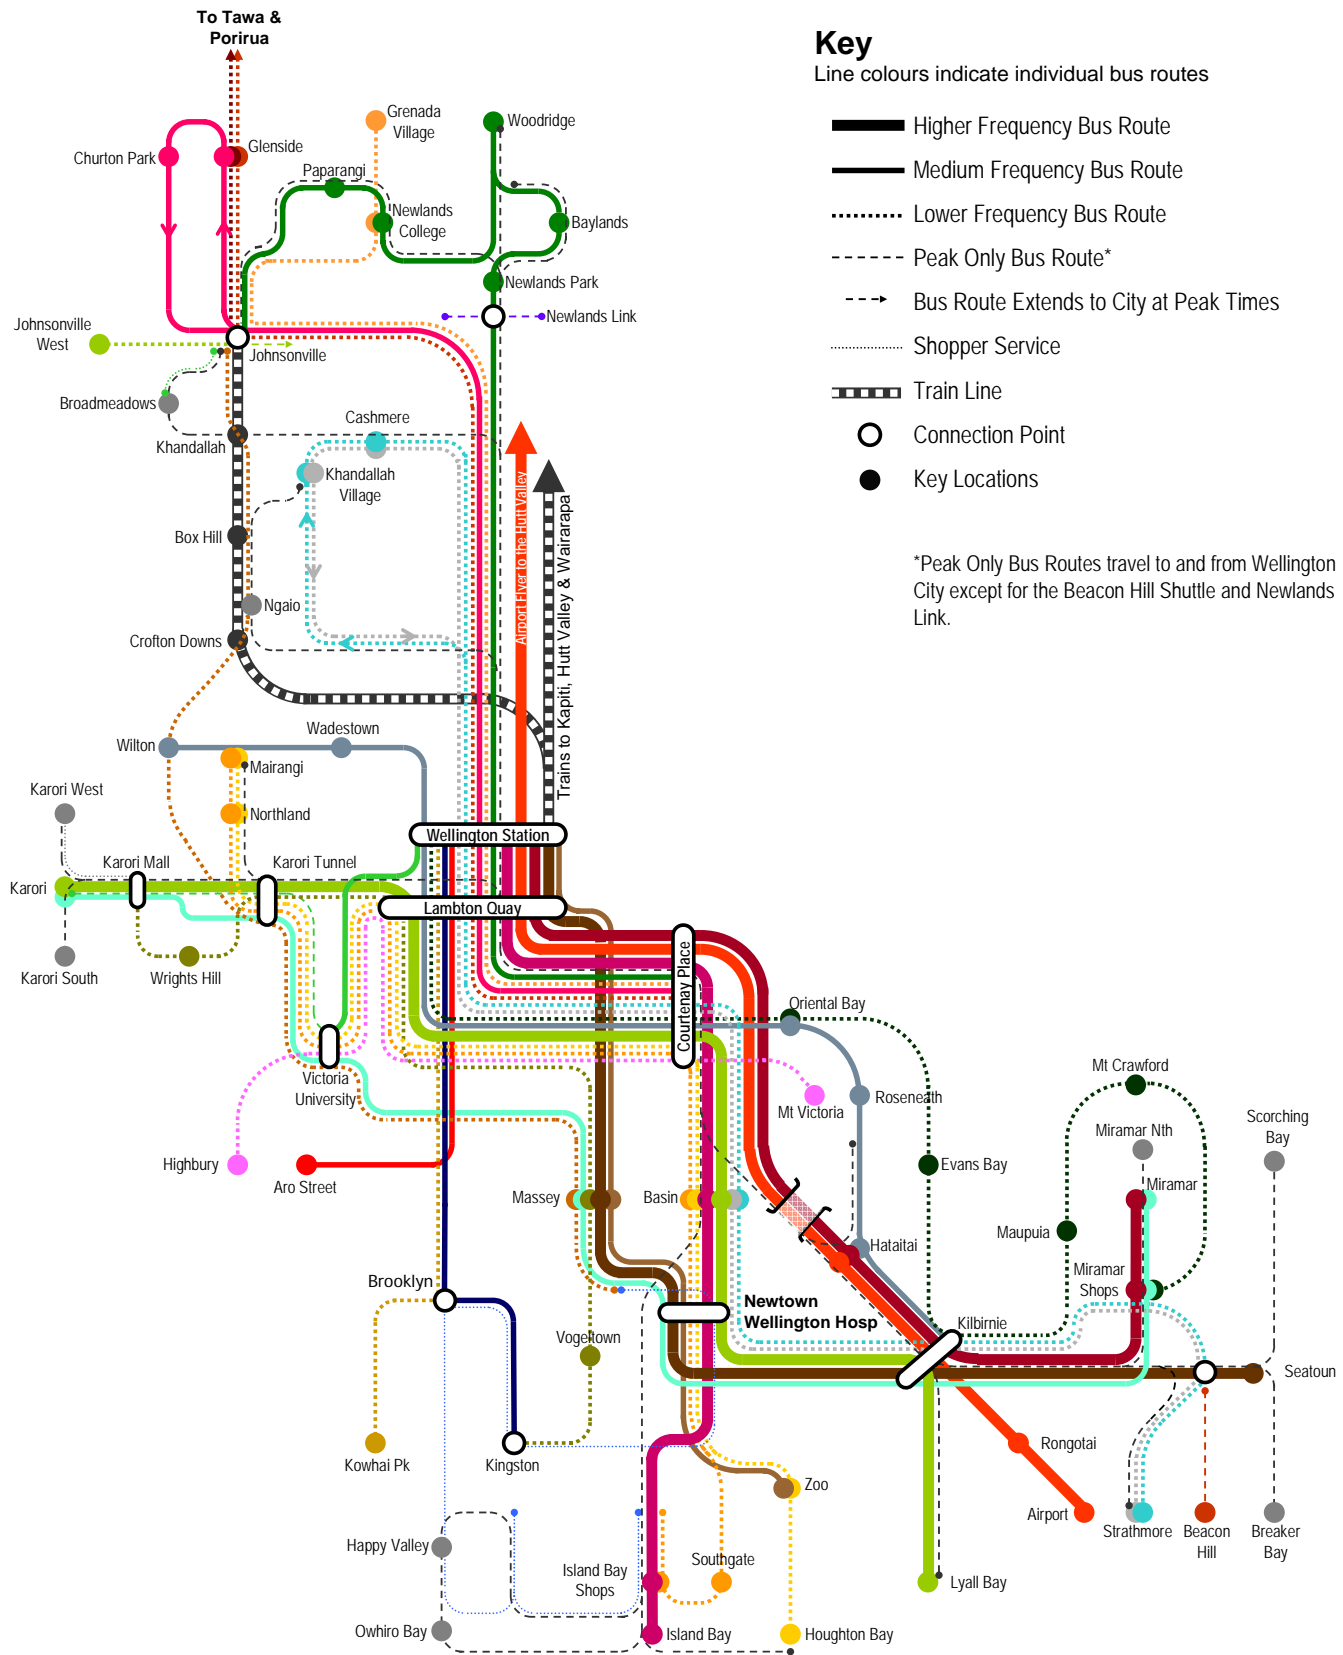 To Tawa &
Porirua
Key
Line colours indicate individual bus routes
Higher Frequency Bus Route
Medium Frequency Bus Route
Lower Frequency Bus Route
Peak Only Bus Route*
Bus Route Extends to City at Peak Times
Shopper Service
Train Line
Connection Point
Key Locations
*Peak Only Bus Routes travel to and from Wellington
City except for the Beacon Hill Shuttle and Newlands
Link.
Grenada
Village
Woodridge
Churton Park
Glenside
Paparangi
Newlands
College
Baylands
Newlands Park
Newlands Link
Johnsonville
West
Johnsonville
Broadmeadows
Khandallah
Cashmere
Khandallah
Village
Box Hill
Ngaio
Crofton Downs
Airport Flyer to the Hutt Valley
Trains to Kapiti, Hutt Valley & Wairarapa
Wilton
Wadestown
Mairangi
Karori West
Northland
Wellington Station
Karori Mall
Karori Tunnel
Karori
Lambton Quay
Karori South
Wrights Hill
Courtenay Place
Oriental Bay
Victoria
University
Mt Victoria
Roseneath
Mt Crawford
Miramar Nth
Scorching
Bay
Highbury
Aro Street
Evans Bay
Massey
Basin
Miramar
Maupuia
Hataitai
Miramar
Shops
Brooklyn
Newtown
Wellington Hosp
Kilbirnie
Vogeltown
Seatoun
Kowhai Pk
Kingston
Rongotai
Zoo
Airport
Strathmore
Beacon
Hill
Breaker
Bay
Happy Valley
Island Bay
Shops
Southgate
Lyall Bay
Owhiro Bay
Island Bay
Houghton Bay